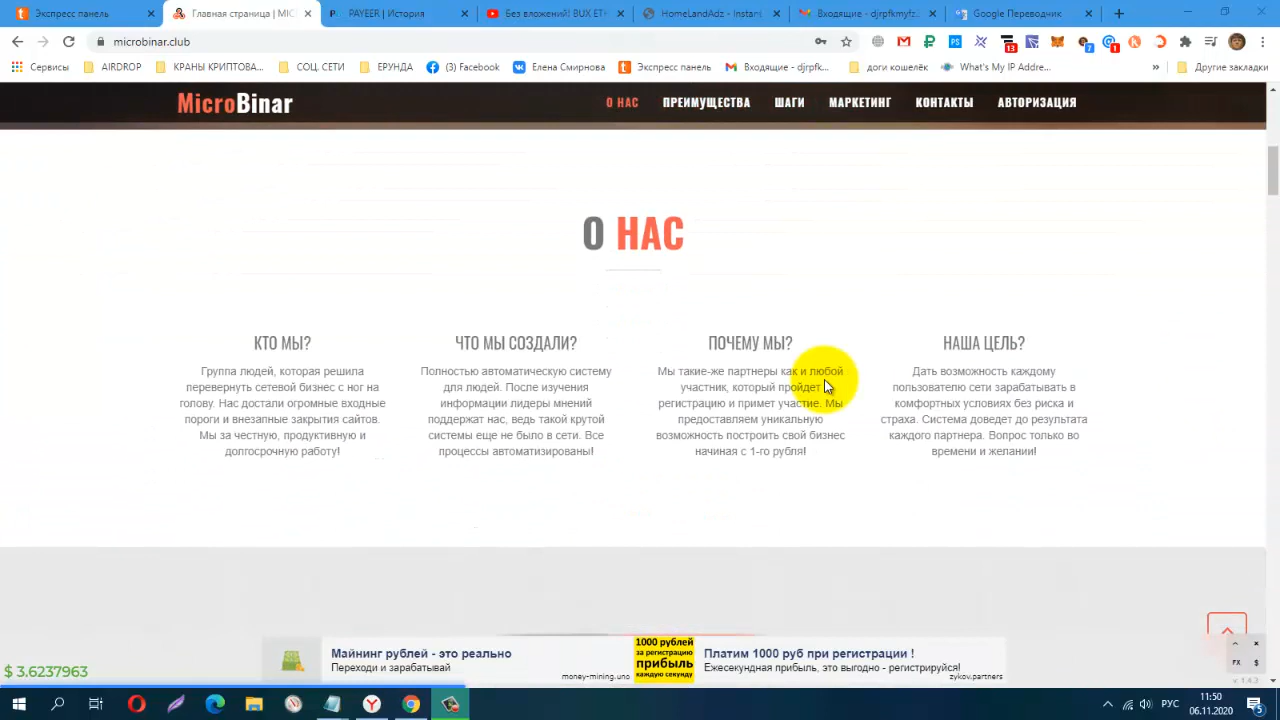 Экспресс панель
Главная страница | MIC
PAYEER | История
Без вложений! BUX ETH
HomeLandAdz - Instan
Входящие - djrpfkmyfz
Google Переводчик
microbinar.club
13
7
1
Сервисы
AIRDROP
КРАНЫ КРИПТОВА...
СОЦ. СЕТИ
ЕРУНДА
(3) Facebook
Елена Смирнова
Экспресс панель
Входящие - djrpfk...
доги кошелёк
What's My IP Addre...
»
Другие закладки
MicroBinar
О НАС
ПРЕИМУЩЕСТВА
ШАГИ
МАРКЕТИНГ
КОНТАКТЫ
АВТОРИЗАЦИЯ
О НАС
КТО МЫ?
Группа людей, которая решила
перевернуть сетевой бизнес с ног на
голову. Нас достали огромные входные
пороги и внезапные закрытия сайтов.
Мы за честную, продуктивную и
долгосрочную работу!
ЧТО МЫ СОЗДАЛИ?
Полностью автоматическую систему
для людей. После изучения
информации лидеры мнений
поддержат нас, ведь такой крутой
системы еще не было в сети. Все
процессы автоматизированы!
ПОЧЕМУ МЫ?
Мы такие-же партнеры как и любой
участник, который пройдет
регистрацию и примет участие. Мы
предоставляем уникальную
возможность построить свой бизнес
начиная с 1-го рубля!
НАША ЦЕЛЬ?
Дать возможность каждому
пользователю сети зарабатывать в
комфортных условиях без риска и
страха. Система доведет до результата
каждого партнера. Вопрос только во
времени и желании!
Майнинг рублей - это реально
Переходи и зарабатывай
money-mining.uno
1000 рублей
за регистрацию
прибыль
каждую секунду
Платим 1000 руб при регистрации !
Ежесекундная прибыль, это выгодно - регистрируйся!
zykov.partners
FX
$
v. 1.4.3
$ 3.6237963
РУС
11:50
06.11.2020